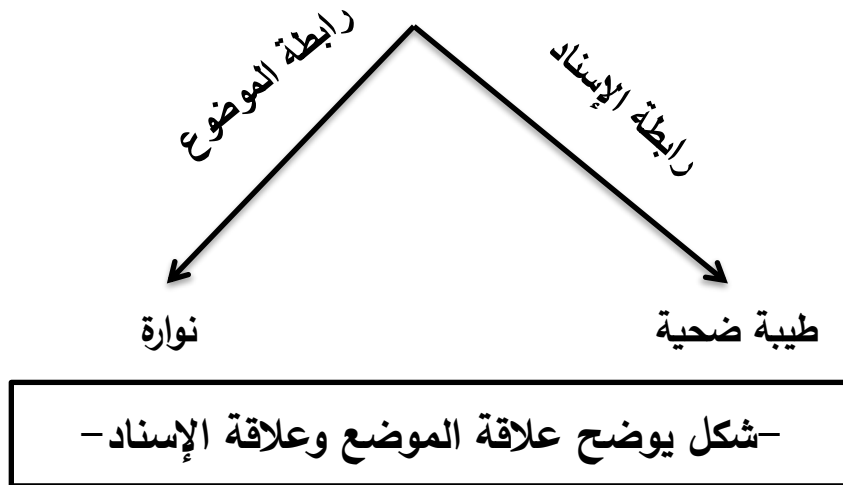 رابطة الإسناد
رابطة الموضوع
طيبة ضحية
نوارة
-شكل يوضح علاقة الموضع وعلاقة الإسناد-